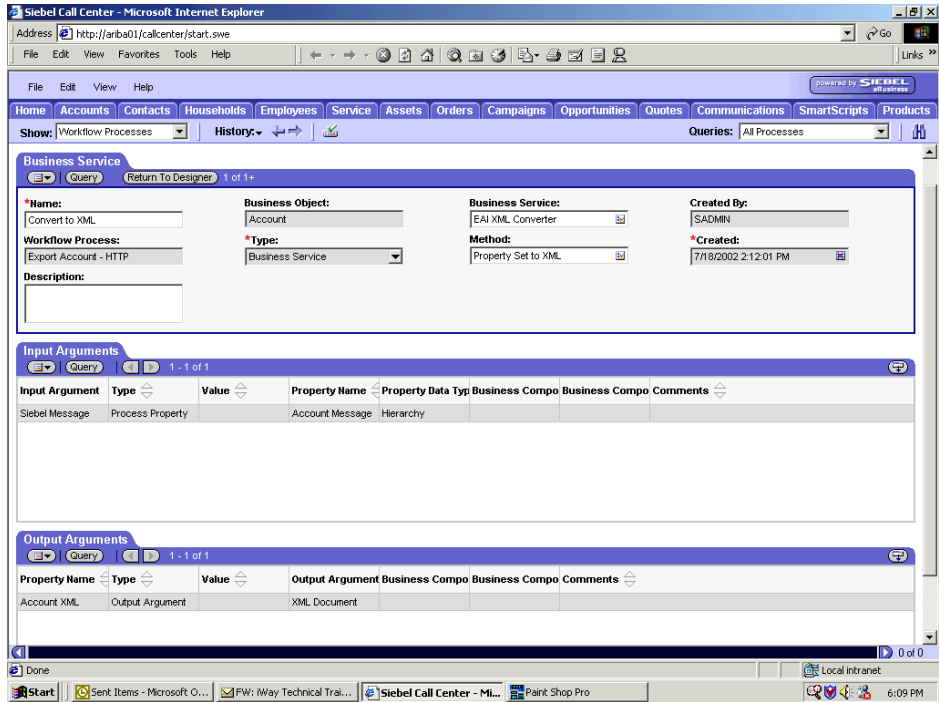 Siebel Call Center - Microsoft Internet Explorer
Address http://ariba01/callcenter/start.swe Go
File Edit View Favorites Tools Help Links »
File Edit View Help powered by SIEBEL eBusiness
Home Accounts Contacts Households Employees Service Assets Orders Campaigns Opportunities Quotes Communications SmartScripts Products
Show: Workflow Processes History: Queries: All Processes
Business Service
Query Return To Designer 1 of 1+
*Name: Business Object: Business Service: Created By:
Convert to XML Account EAI XML Converter SADMIN
Workflow Process: *Type: Method: *Created:
Export Account - HTTP Business Service Property Set to XML 7/18/2002 2:12:01 PM
Description:
Input Arguments
Query 1 - 1 of 1
Input Argument Type Value Property Name Property Data Typ Business Compo Business Compo Comments
Siebel Message Process Property Account Message Hierarchy
Output Arguments
Query 1 - 1 of 1
Property Name Type Value Output Argument Business Compo Business Compo Comments
Account XML Output Argument XML Document
0 of 0
Done Local intranet
Start Sent Items - Microsoft O... FW: iWay Technical Trai... Siebel Call Center - Mi... Paint Shop Pro 6:09 PM